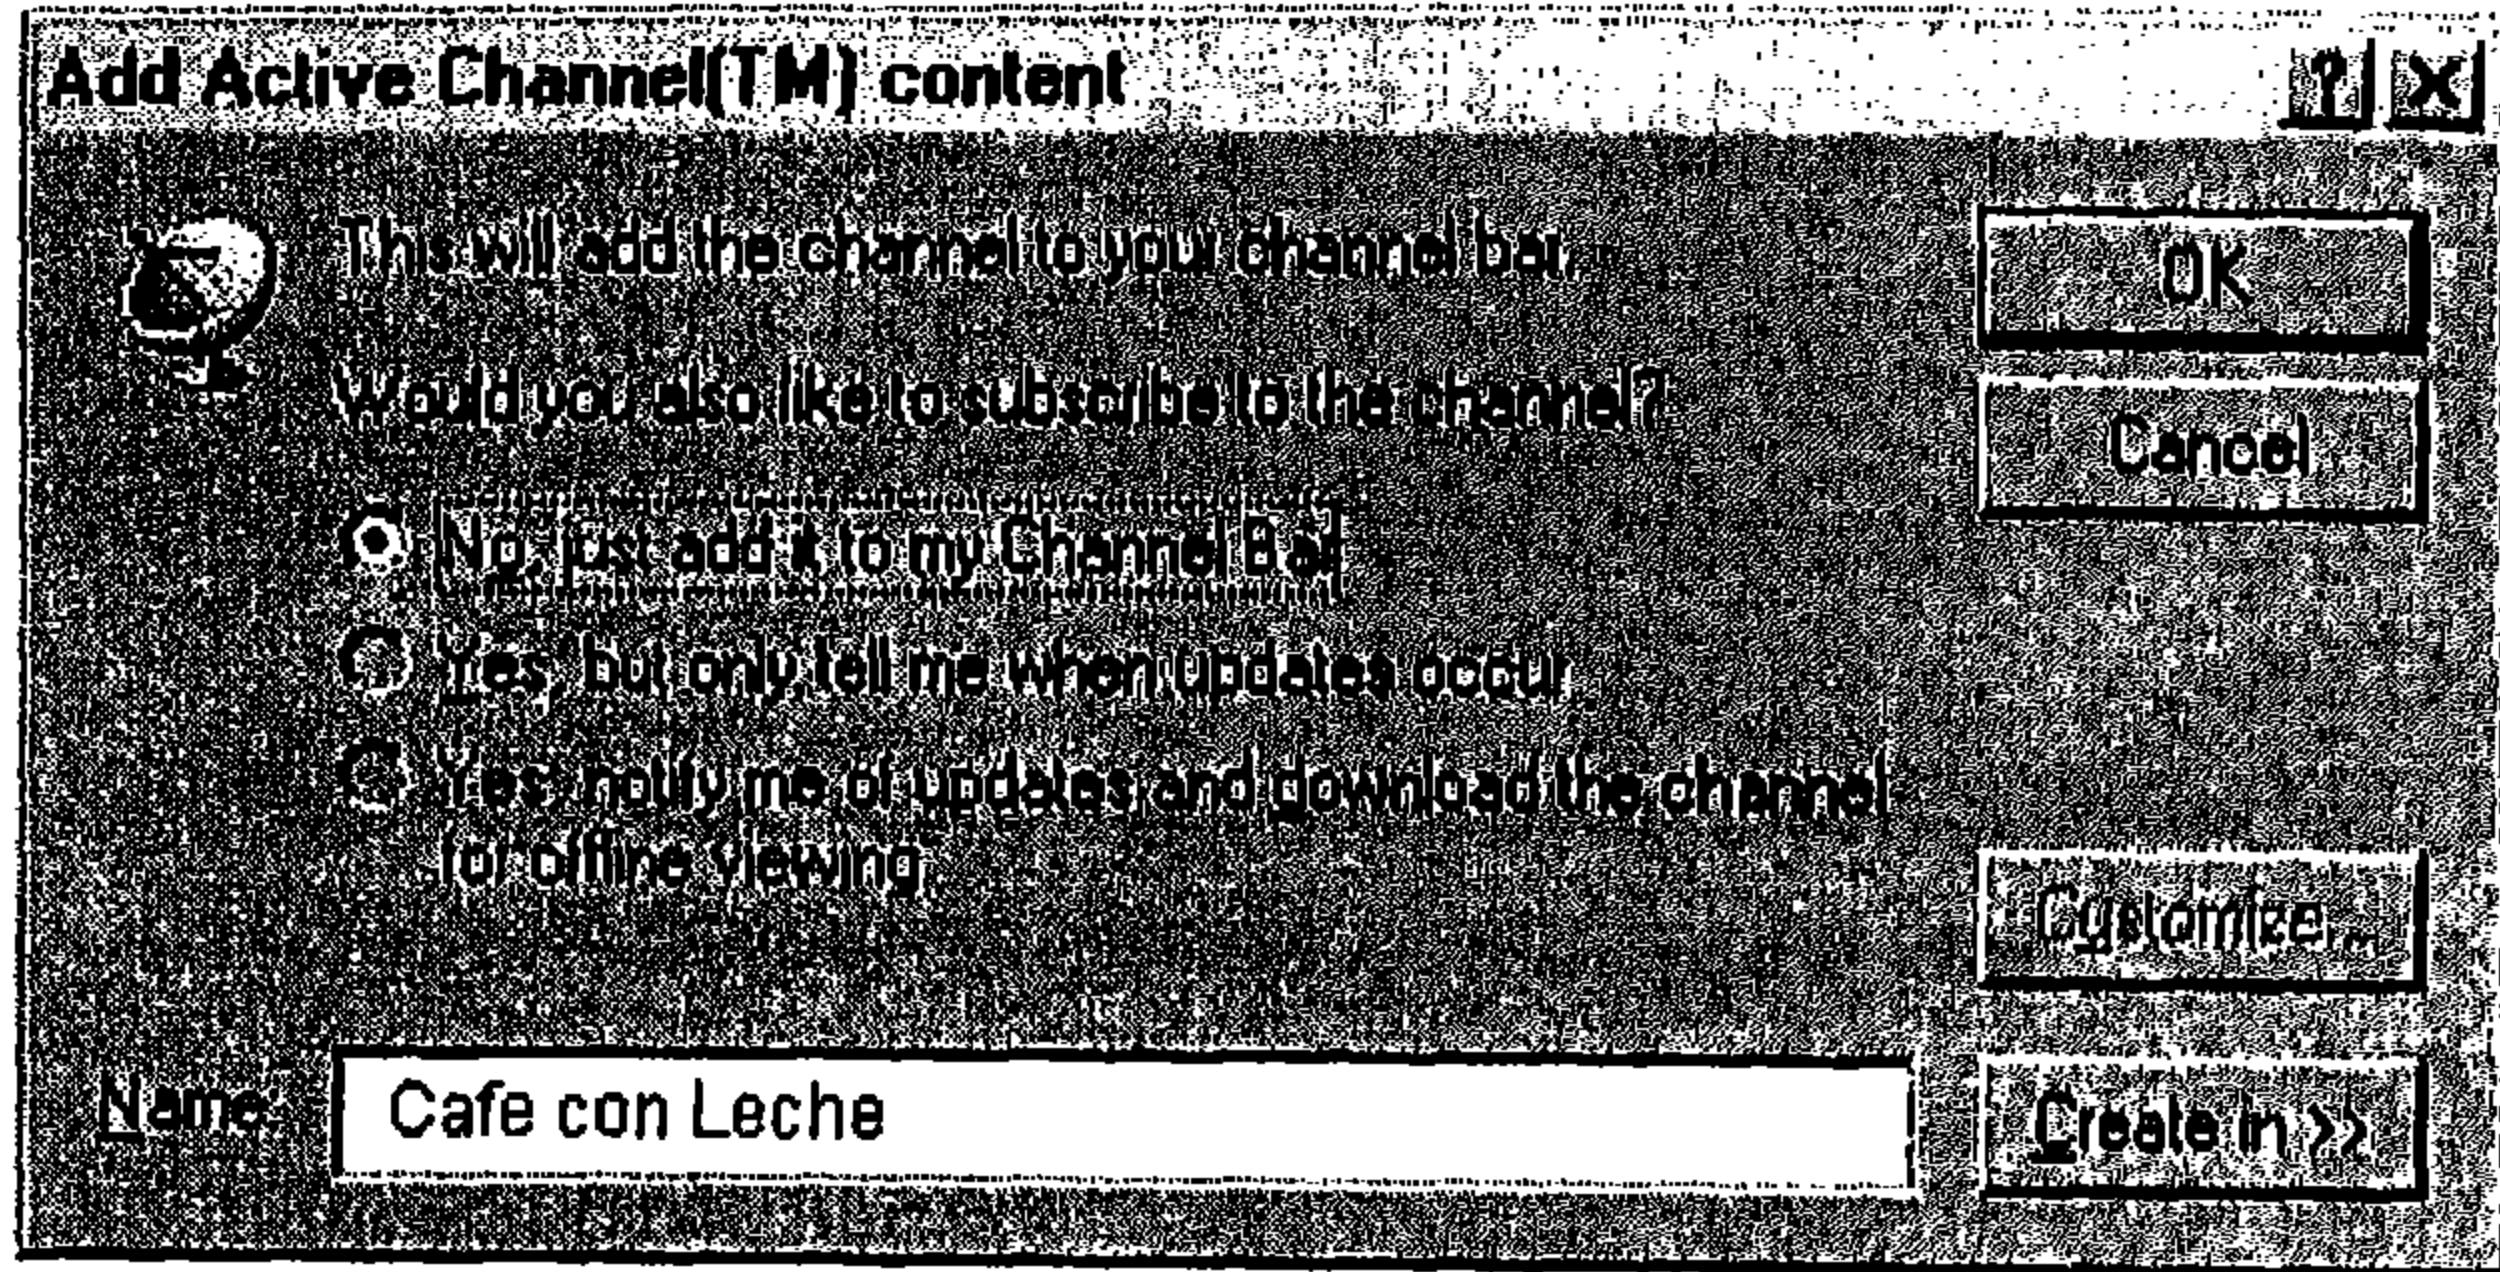 Add Active Channel(TM) content
? X
This will add the channel to your channel bar.
Would you also like to subscribe to the channel?
No, just add it to my Channel Bar
Yes, but only tell me when updates occur
Yes, notify me of updates and download the channel
for offline viewing
Name:
Cafe con Leche
OK
Cancel
Customize...
Create in >>